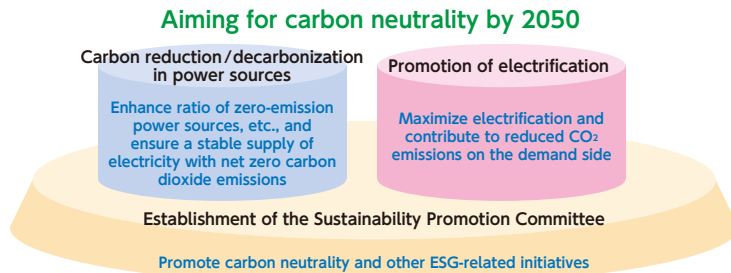 Aiming for carbon neutrality by 2050
Carbon reduction/decarbonization
in power sources
Enhance ratio of zero-emission
power sources, etc., and
ensure a stable supply of
electricity with net zero carbon
dioxide emissions
Promotion of electrification
Maximize electrification and
contribute to reduced CO₂
emissions on the demand side
Establishment of the Sustainability Promotion Committee
Promote carbon neutrality and other ESG-related initiatives